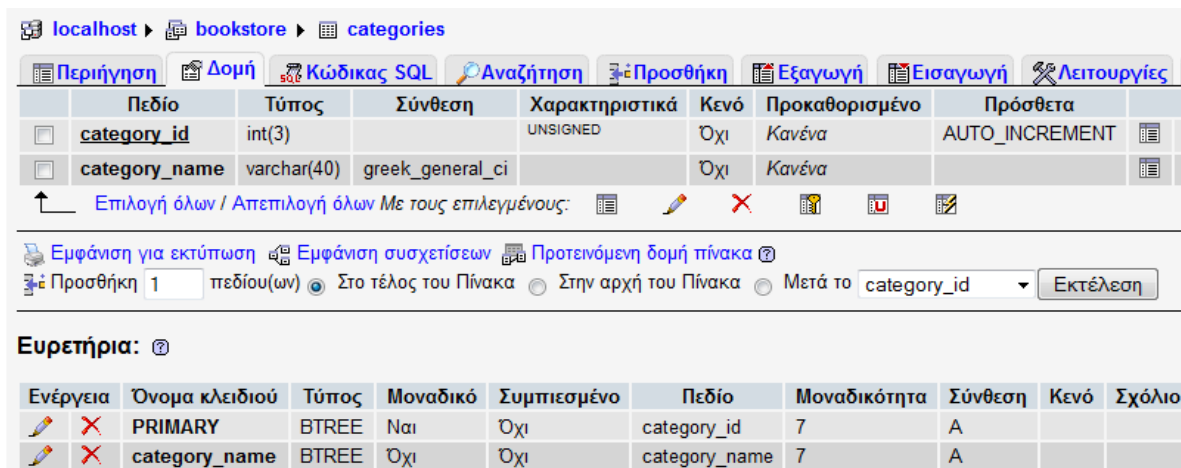 localhost bookstore categories
Περιήγηση Δομή Κώδικας SQL Αναζήτηση Προσθήκη Εξαγωγή Εισαγωγή Λειτουργίες
Πεδίο Τύπος Σύνθεση Χαρακτηριστικά Κενό Προκαθορισμένο Πρόσθετα
category_id int(3) UNSIGNED Όχι Κανένα AUTO_INCREMENT
category_name varchar(40) greek_general_ci Όχι Κανένα
Επιλογή όλων / Απεπιλογή όλων Με τους επιλεγμένους:
Εμφάνιση για εκτύπωση Εμφάνιση συσχετίσεων Προτεινόμενη δομή πίνακα
Προσθήκη 1 πεδίου(ων) Στο τέλος του Πίνακα Στην αρχή του Πίνακα Μετά το category_id Εκτέλεση
Ευρετήρια:
Ενέργεια Όνομα κλειδιού Τύπος Μοναδικό Συμπιεσμένο Πεδίο Μοναδικότητα Σύνθεση Κενό Σχόλιο
PRIMARY BTREE Ναι Όχι category_id 7 A
category_name BTREE Όχι Όχι category_name 7 A